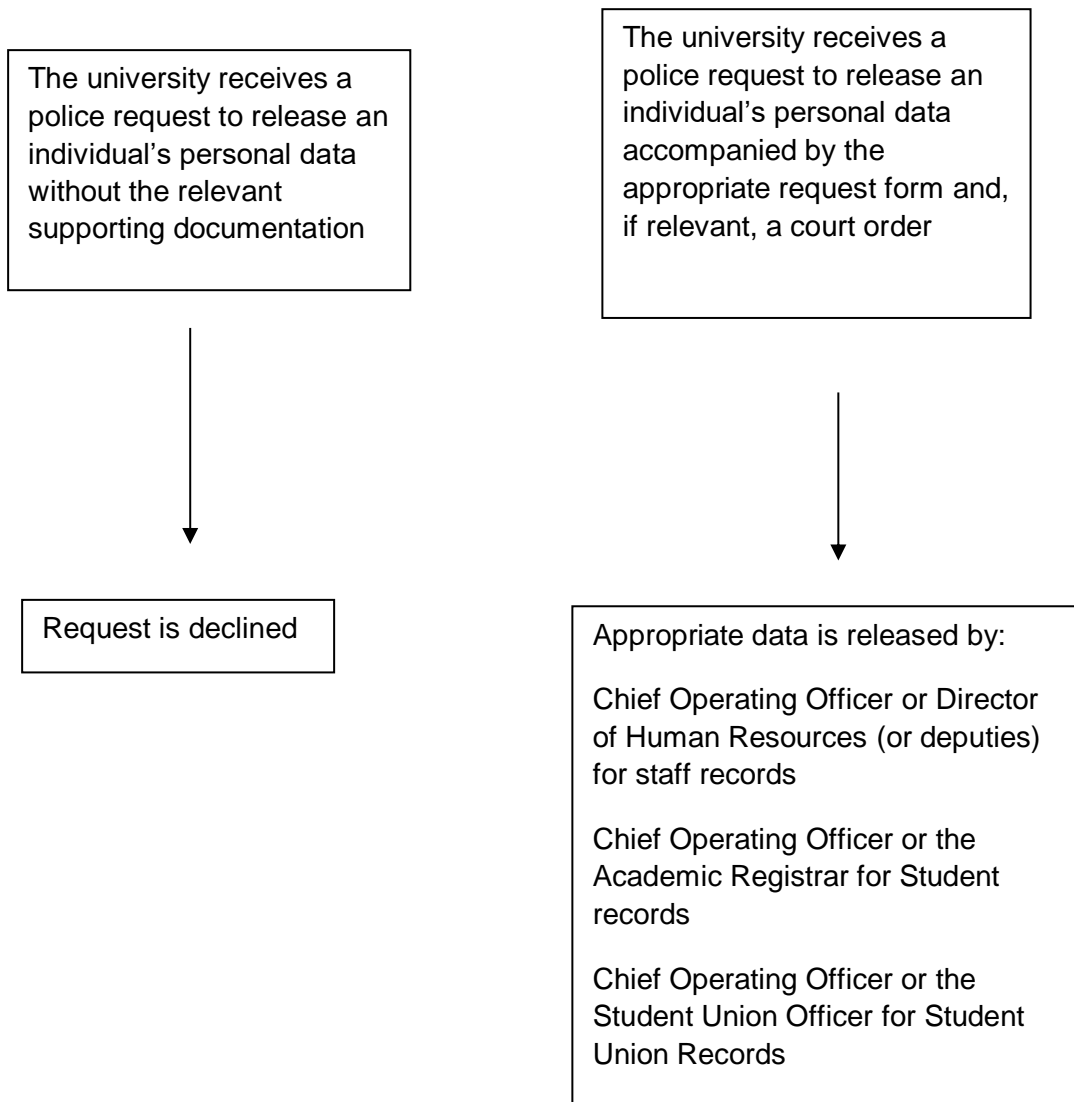 The university receives a
police request to release an
individual’s personal data
without the relevant
supporting documentation
The university receives a
police request to release an
individual’s personal data
accompanied by the
appropriate request form and,
if relevant, a court order
Request is declined
Appropriate data is released by:
Chief Operating Officer or Director
of Human Resources (or deputies)
for staff records
Chief Operating Officer or the
Academic Registrar for Student
records
Chief Operating Officer or the
Student Union Officer for Student
Union Records